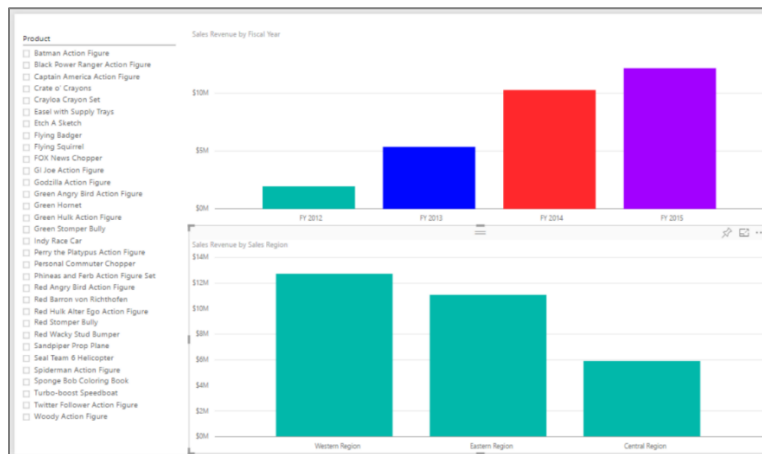 Product
Batman Action Figure
Black Power Ranger Action Figure
Captain America Action Figure
Crate o' Crayons
Crayloa Crayon Set
Easel with Supply Trays
Etch A Sketch
Flying Badger
Flying Squirrel
FOX News Chopper
GI Joe Action Figure
Godzilla Action Figure
Green Angry Bird Action Figure
Green Hornet
Green Hulk Action Figure
Green Stomper Bully
Indy Race Car
Perry the Platypus Action Figure
Personal Commuter Chopper
Phineas and Ferb Action Figure Set
Red Angry Bird Action Figure
Red Barron von Richthofen
Red Hulk Alter Ego Action Figure
Red Stomper Bully
Red Wacky Stud Bumper
Sandpiper Prop Plane
Seal Team 6 Helicopter
Spiderman Action Figure
Sponge Bob Coloring Book
Turbo-boost Speedboat
Twitter Follower Action Figure
Woody Action Figure
Sales Revenue by Fiscal Year
$10M
$5M
$0M
FY 2012 FY 2013 FY 2014 FY 2015
Sales Revenue by Sales Region
$14M
$12M
$10M
$8M
$6M
$4M
$2M
$0M
Western Region Eastern Region Central Region